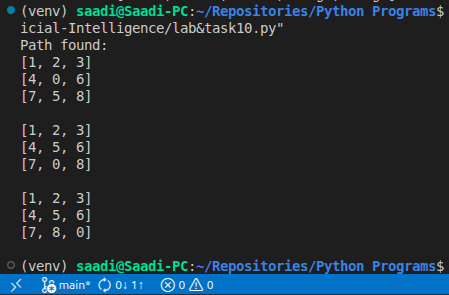 (venv) saadi@Saadi-PC:~/Repositories/Python Programs$
icial-Intelligence/lab&task10.py"
Path found:
[1, 2, 3]
[4, 0, 6]
[7, 5, 8]
[1, 2, 3]
[4, 5, 6]
[7, 0, 8]
[1, 2, 3]
[4, 5, 6]
[7, 8, 0]
(venv) saadi@Saadi-PC:~/Repositories/Python Programs$
main* 0↓ 1↑ 0 0